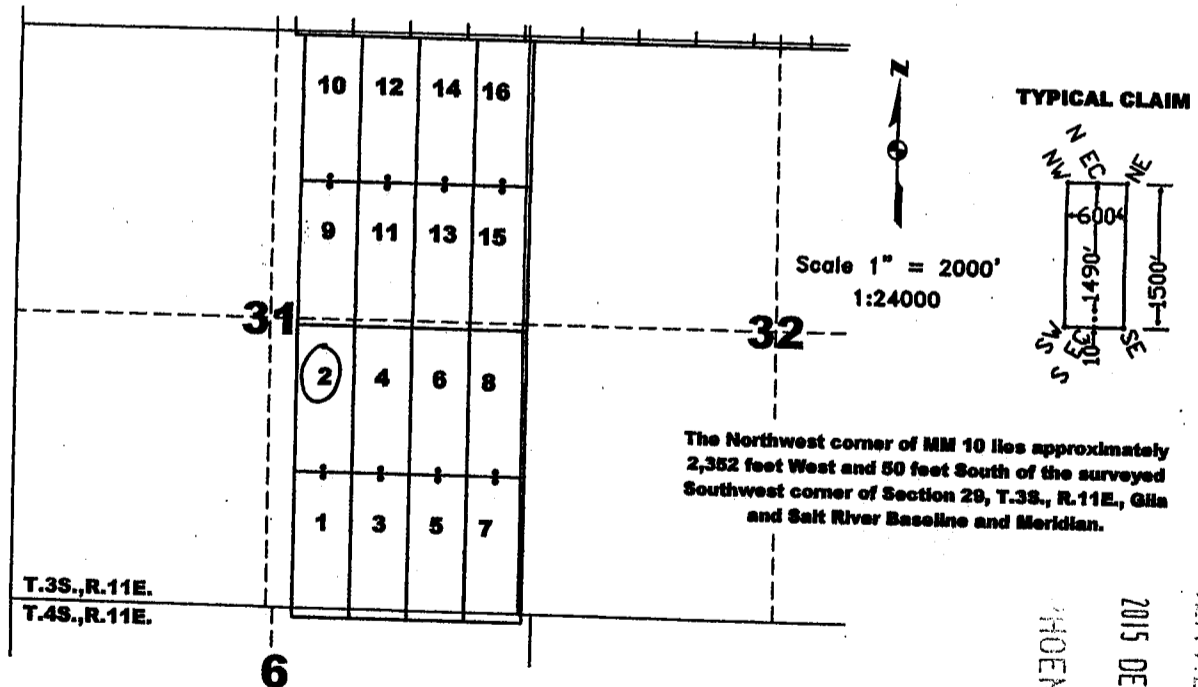 10 12 14 16
9 11 13 15
31
32
2 4 6 8
1 3 5 7
T.3S.,R.11E.
T.4S.,R.11E.
6
N
Scale 1" = 2000'
1:24000
TYPICAL CLAIM
NW
N EC
NE
600'
1490'
1500'
10'
SW
S EC
SE
The Northwest corner of MM 10 lies approximately
2,352 feet West and 50 feet South of the surveyed
Southwest corner of Section 29, T.3S., R.11E., Gila
and Salt River Baseline and Meridian.
2015 DE
HOEN